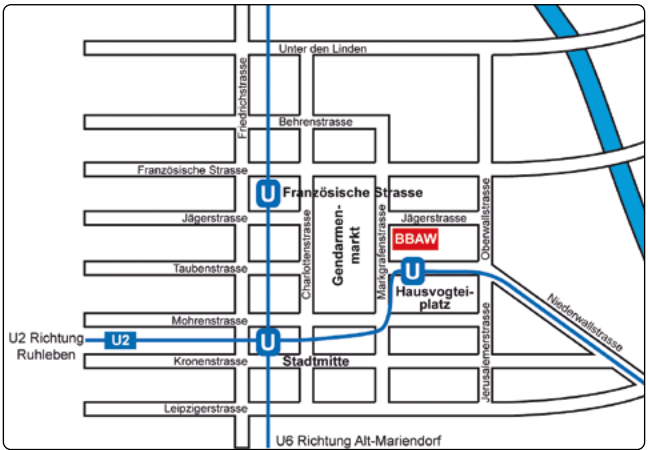 Unter den Linden
Friedrichstrasse
Behrenstrasse
Französische Strasse
U Französische Strasse
Jägerstrasse
Charlottenstrasse
Gendarmen-
markt
Markgrafenstrasse
Jägerstrasse
Oberwallstrasse
BBAW
Taubenstrasse
U
Hausvogtei-
platz
Niederwallstrasse
Mohrenstrasse
U2 Richtung
Ruhleben
U2
U
Stadtmitte
Kronenstrasse
Jerusalemerstrasse
Leipzigerstrasse
U6 Richtung Alt-Mariendorf